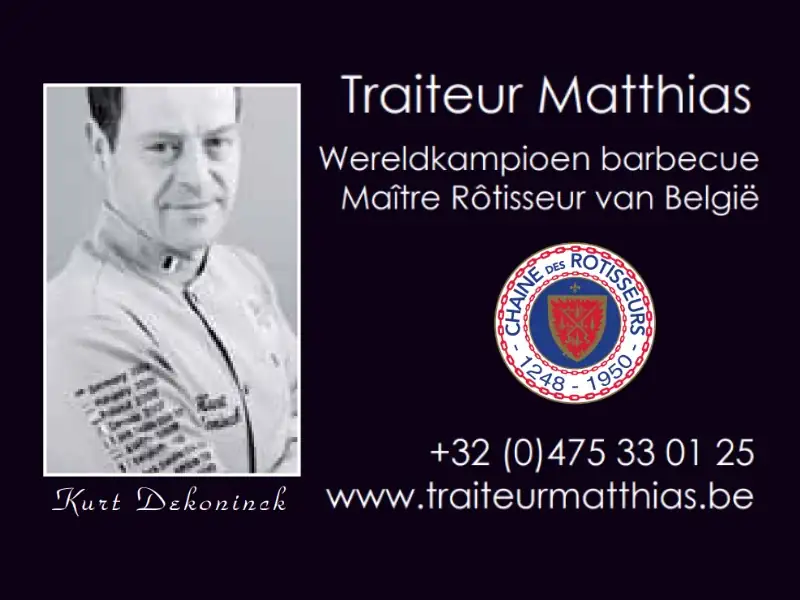 Traiteur Matthias
Wereldkampioen barbecue
Maître Rôtisseur van België
CHAINE DES ROTISSEURS
- 1248 - 1950 -
+32 (0)475 33 01 25
www.traiteurmatthias.be
Kurt Dekoninck